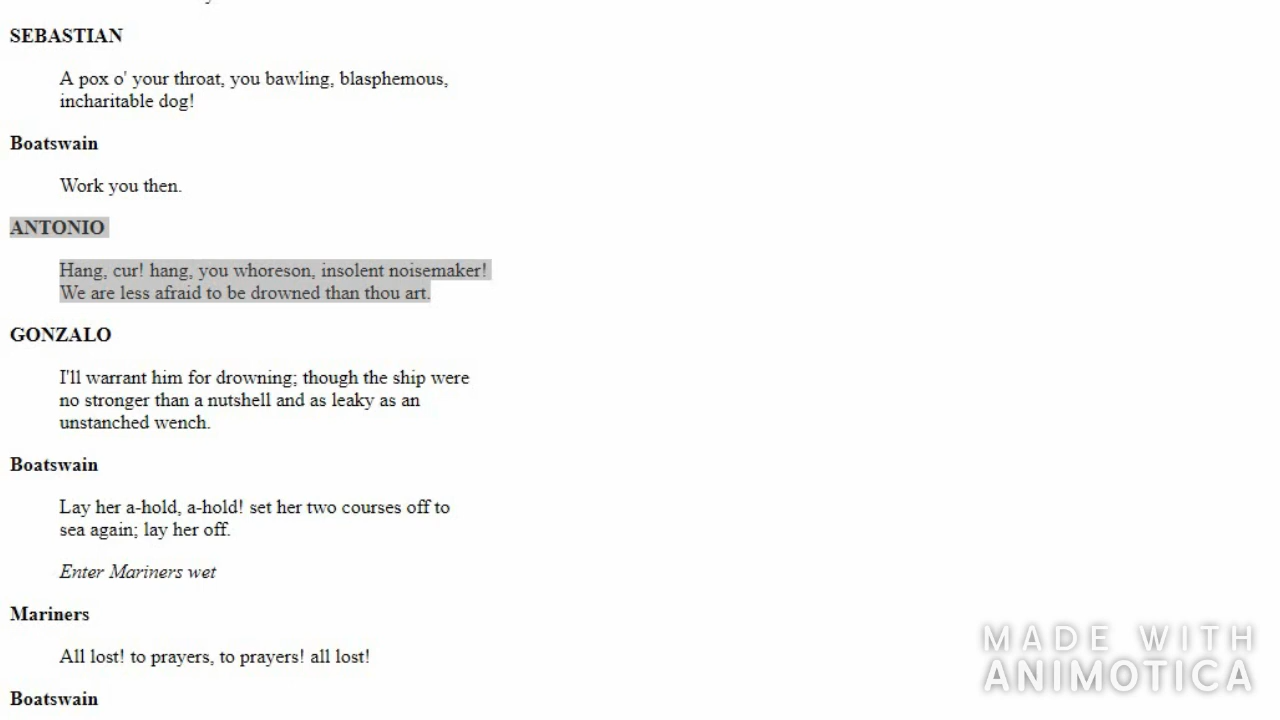 SEBASTIAN
A pox o' your throat, you bawling, blasphemous,
incharitable dog!
Boatswain
Work you then.
ANTONIO
Hang, cur! hang, you whoreson, insolent noisemaker!
We are less afraid to be drowned than thou art.
GONZALO
I'll warrant him for drowning; though the ship were
no stronger than a nutshell and as leaky as an
unstanched wench.
Boatswain
Lay her a-hold, a-hold! set her two courses off to
sea again; lay her off.
Enter Mariners wet
Mariners
All lost! to prayers, to prayers! all lost!
Boatswain
MADE WITH
ANIMOTICA